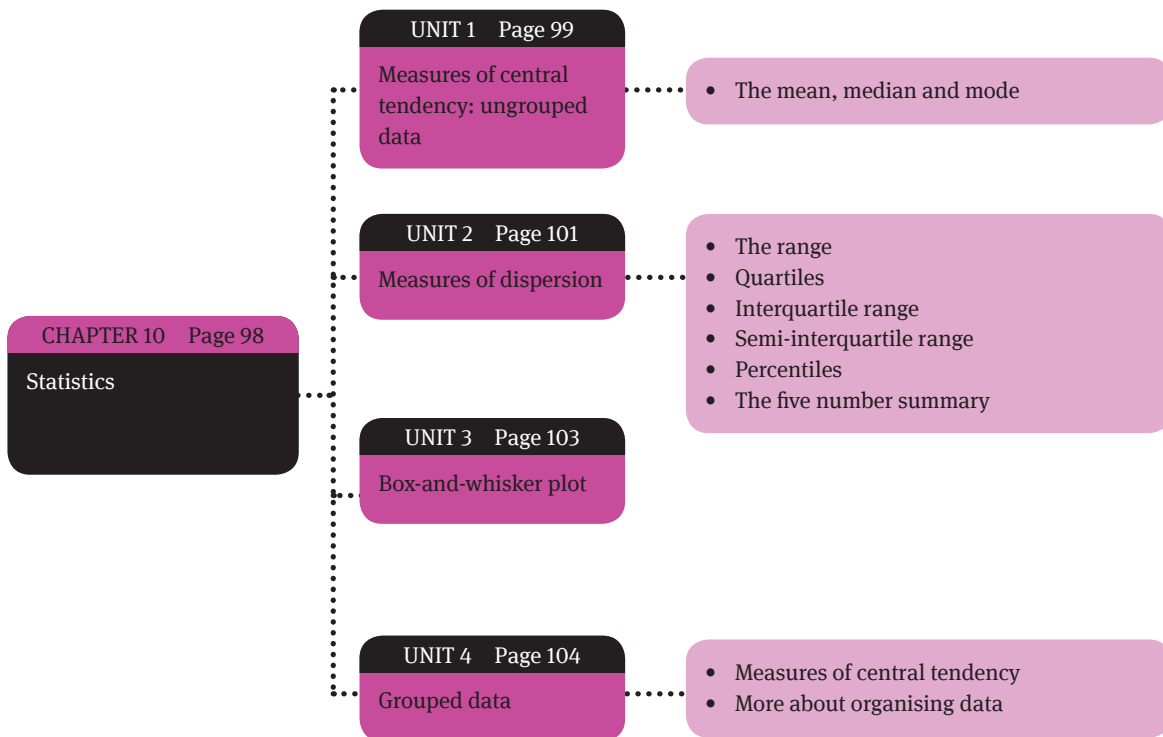 CHAPTER 10 Page 98
Statistics
UNIT 1 Page 99
Measures of central
tendency: ungrouped
data
• The mean, median and mode
UNIT 2 Page 101
Measures of dispersion
• The range
• Quartiles
• Interquartile range
• Semi-interquartile range
• Percentiles
• The five number summary
UNIT 3 Page 103
Box-and-whisker plot
UNIT 4 Page 104
Grouped data
• Measures of central tendency
• More about organising data